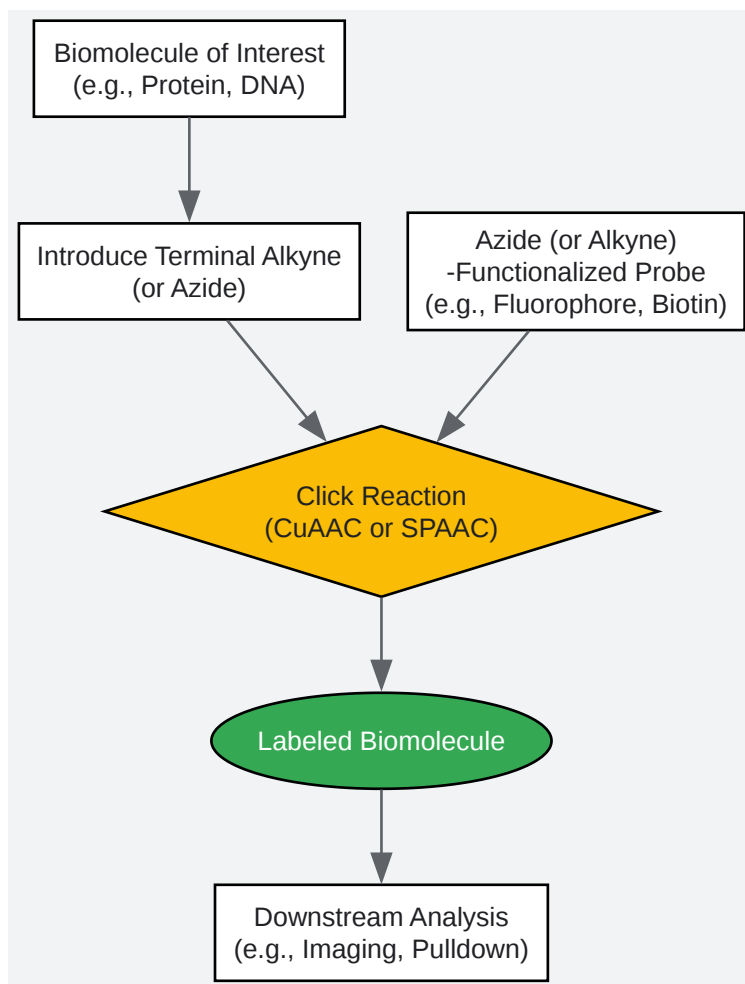 Biomolecule of Interest
(e.g., Protein, DNA)
Introduce Terminal Alkyne
(or Azide)
Azide (or Alkyne)
-Functionalized Probe
(e.g., Fluorophore, Biotin)
Click Reaction
(CuAAC or SPAAC)
Labeled Biomolecule
Downstream Analysis
(e.g., Imaging, Pulldown)